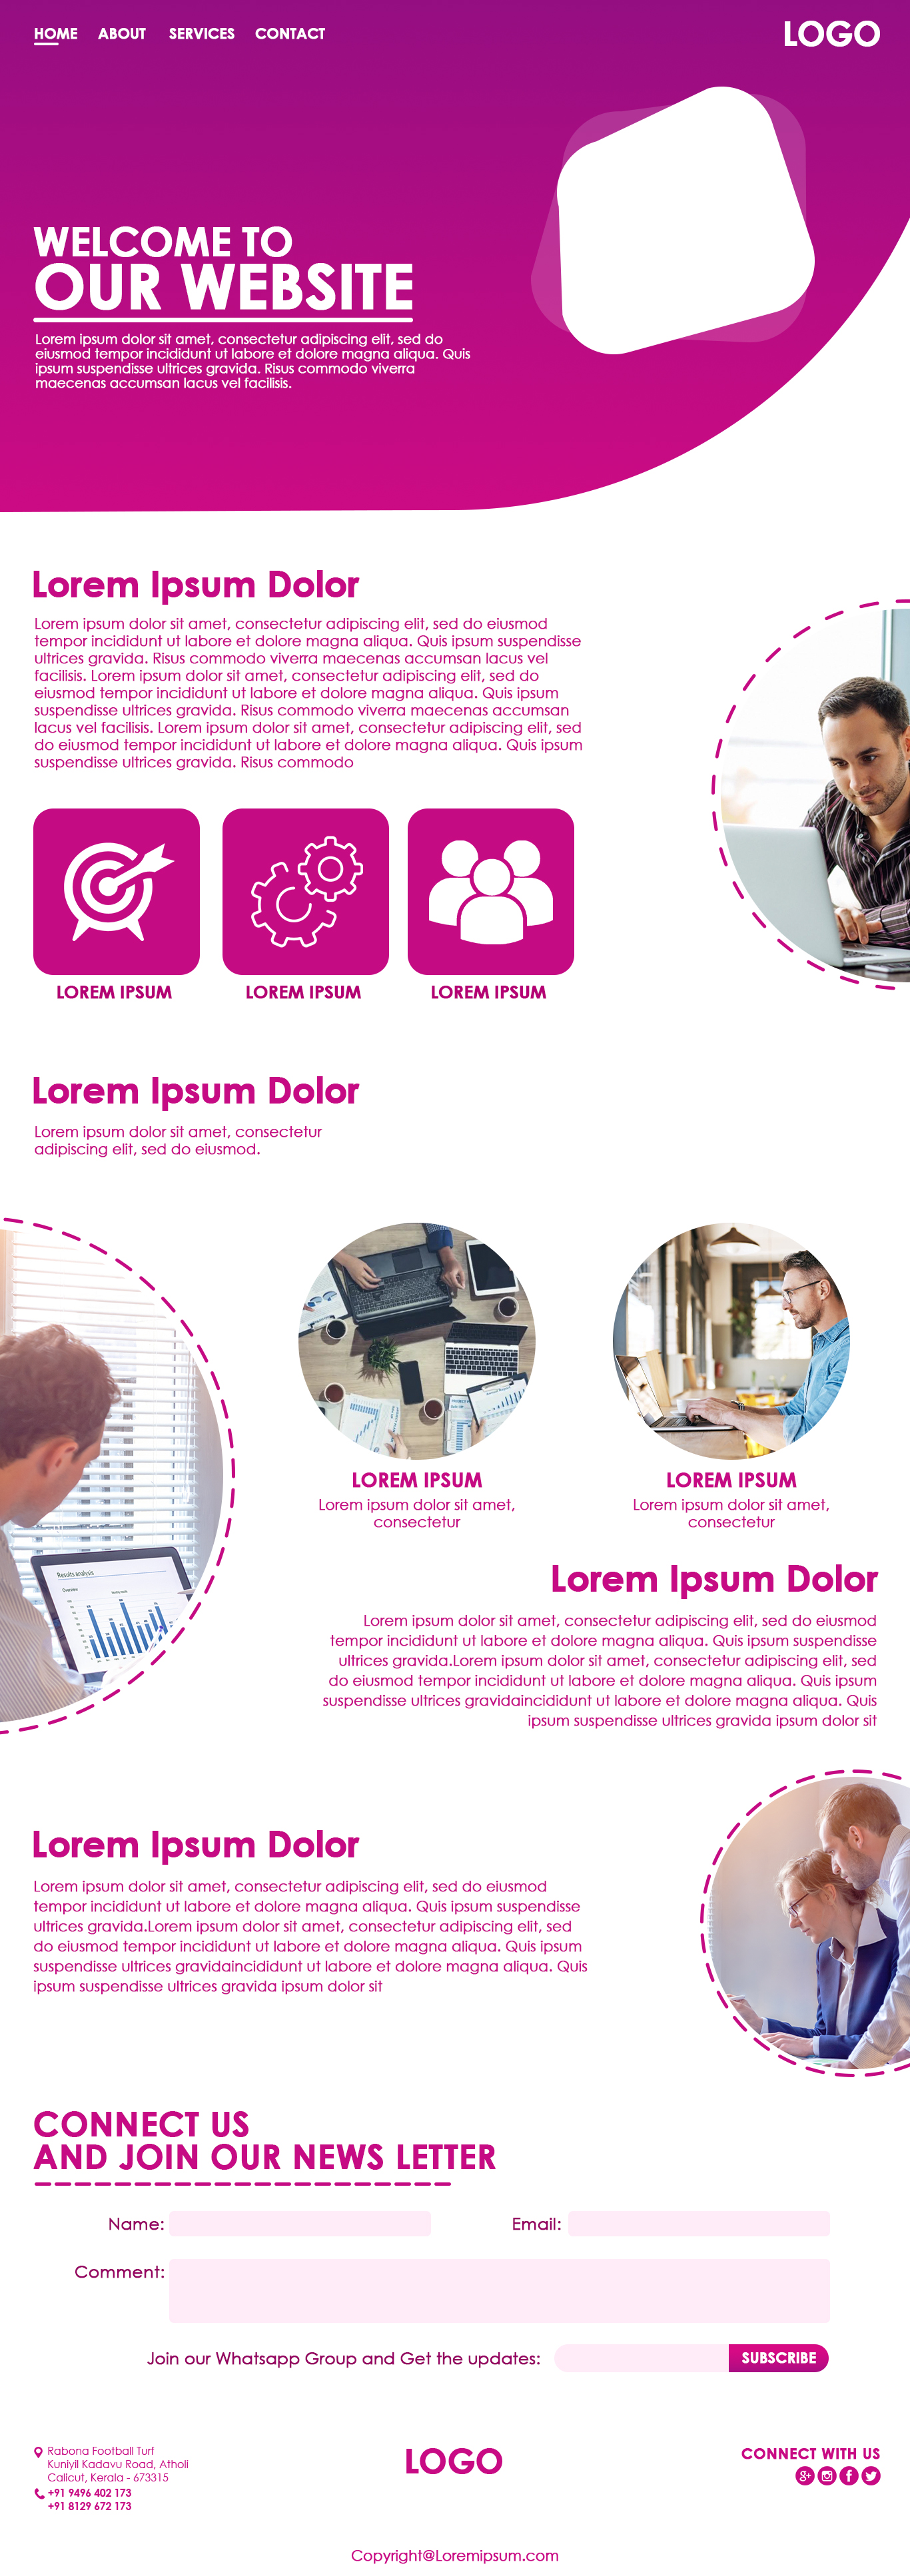 HOME ABOUT SERVICES CONTACT
LOGO
WELCOME TO
OUR WEBSITE
Lorem ipsum dolor sit amet, consectetur adipiscing elit, sed do
eiusmod tempor incididunt ut labore et dolore magna aliqua. Quis
ipsum suspendisse ultrices gravida. Risus commodo viverra
maecenas accumsan lacus vel facilisis.
Lorem Ipsum Dolor
Lorem ipsum dolor sit amet, consectetur adipiscing elit, sed do eiusmod
tempor incididunt ut labore et dolore magna aliqua. Quis ipsum suspendisse
ultrices gravida. Risus commodo viverra maecenas accumsan lacus vel
facilisis. Lorem ipsum dolor sit amet, consectetur adipiscing elit, sed do
eiusmod tempor incididunt ut labore et dolore magna aliqua. Quis ipsum
suspendisse ultrices gravida. Risus commodo viverra maecenas accumsan
lacus vel facilisis. Lorem ipsum dolor sit amet, consectetur adipiscing elit, sed
do eiusmod tempor incididunt ut labore et dolore magna aliqua. Quis ipsum
suspendisse ultrices gravida. Risus commodo
LOREM IPSUM
LOREM IPSUM
LOREM IPSUM
Lorem Ipsum Dolor
Lorem ipsum dolor sit amet, consectetur
adipiscing elit, sed do eiusmod.
Results analysis
Overview
LOREM IPSUM
Lorem ipsum dolor sit amet,
consectetur
LOREM IPSUM
Lorem ipsum dolor sit amet,
consectetur
Lorem Ipsum Dolor
Lorem ipsum dolor sit amet, consectetur adipiscing elit, sed do eiusmod
tempor incididunt ut labore et dolore magna aliqua. Quis ipsum suspendisse
ultrices gravida.Lorem ipsum dolor sit amet, consectetur adipiscing elit, sed
do eiusmod tempor incididunt ut labore et dolore magna aliqua. Quis ipsum
suspendisse ultrices gravidaincididunt ut labore et dolore magna aliqua. Quis
ipsum suspendisse ultrices gravida ipsum dolor sit
Lorem Ipsum Dolor
Lorem ipsum dolor sit amet, consectetur adipiscing elit, sed do eiusmod
tempor incididunt ut labore et dolore magna aliqua. Quis ipsum suspendisse
ultrices gravida.Lorem ipsum dolor sit amet, consectetur adipiscing elit, sed
do eiusmod tempor incididunt ut labore et dolore magna aliqua. Quis ipsum
suspendisse ultrices gravidaincididunt ut labore et dolore magna aliqua. Quis
ipsum suspendisse ultrices gravida ipsum dolor sit
CONNECT US
AND JOIN OUR NEWS LETTER
Name:
Email:
Comment:
Join our Whatsapp Group and Get the updates:
SUBSCRIBE
Rabona Football Turf
Kuniyil Kadavu Road, Atholi
Calicut, Kerala - 673315
+91 9496 402 173
+91 8129 672 173
LOGO
CONNECT WITH US
Copyright@Loremipsum.com